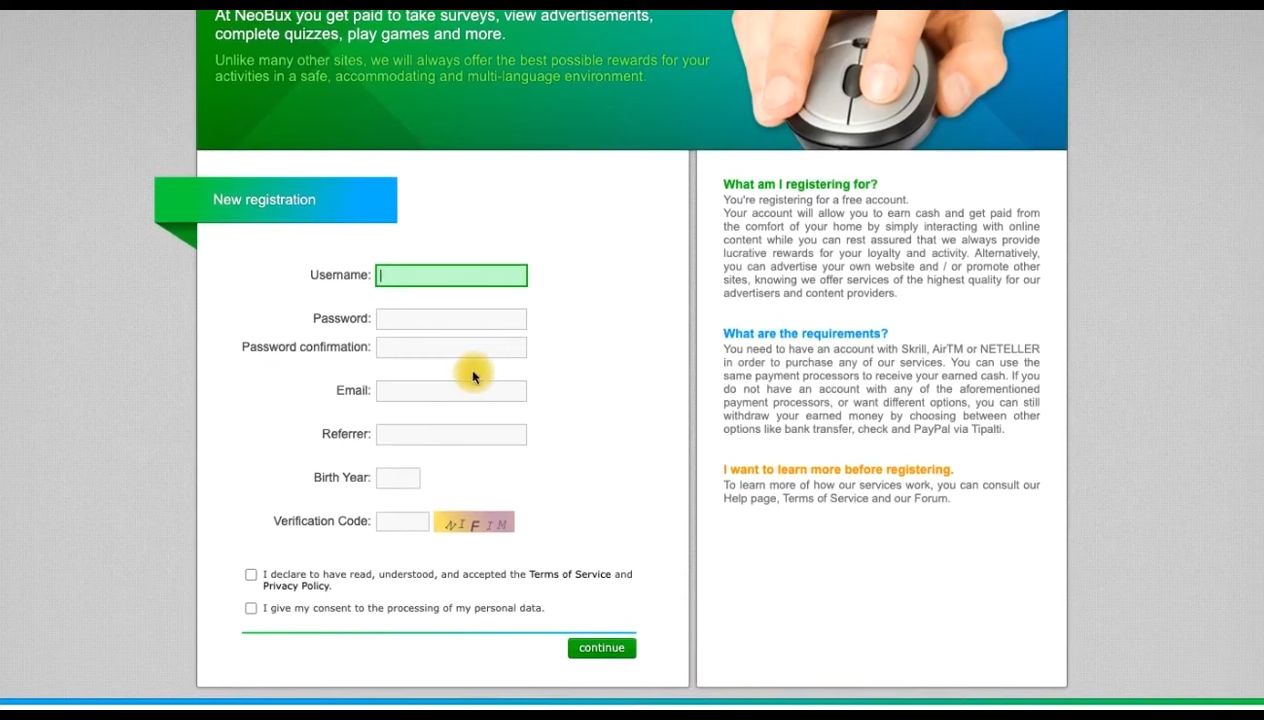 At NeoBux you get paid to take surveys, view advertisements,
complete quizzes, play games and more.
Unlike many other sites, we will always offer the best possible rewards for your
activities in a safe, accommodating and multi-language environment.
New registration
Username:
Password:
Password confirmation:
Email:
Referrer:
Birth Year:
Verification Code:
NIFIM
I declare to have read, understood, and accepted the Terms of Service and
Privacy Policy.
I give my consent to the processing of my personal data.
continue
What am I registering for?
You're registering for a free account.
Your account will allow you to earn cash and get paid from
the comfort of your home by simply interacting with online
content while you can rest assured that we always provide
lucrative rewards for your loyalty and activity. Alternatively,
you can advertise your own website and / or promote other
sites, knowing we offer services of the highest quality for our
advertisers and content providers.
What are the requirements?
You need to have an account with Skrill, AirTM or NETELLER
in order to purchase any of our services. You can use the
same payment processors to receive your earned cash. If you
do not have an account with any of the aforementioned
payment processors, or want different options, you can still
withdraw your earned money by choosing between other
options like bank transfer, check and PayPal via Tipalti.
I want to learn more before registering.
To learn more of how our services work, you can consult our
Help page, Terms of Service and our Forum.